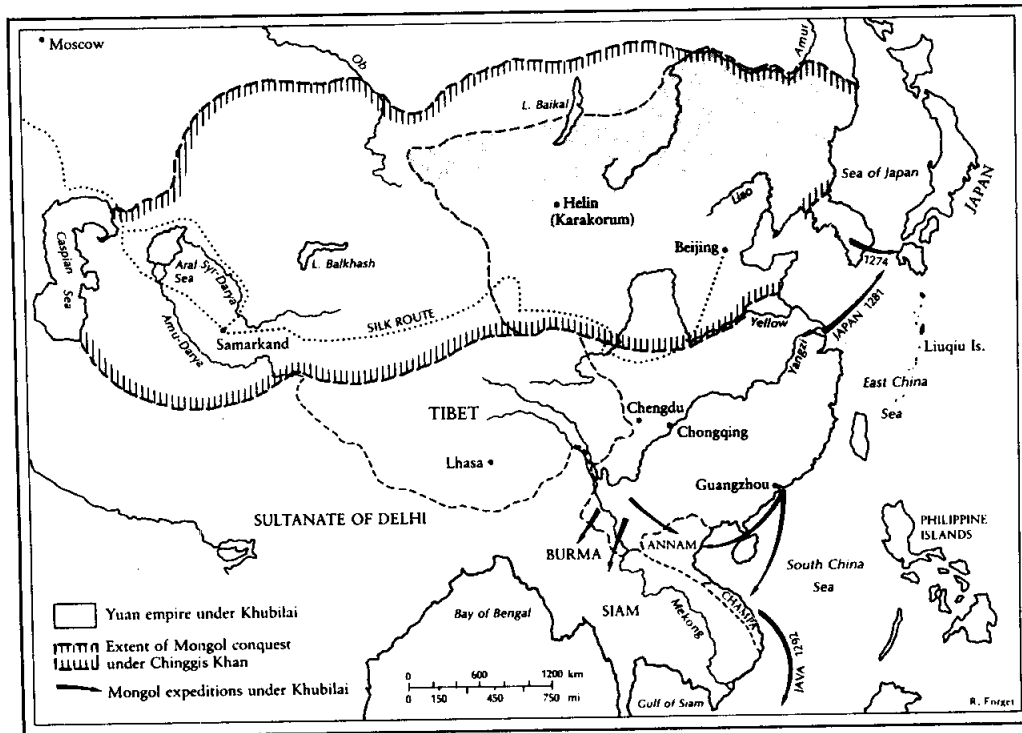 Moscow
Ob
Amur
L. Baikal
Sea of Japan
JAPAN
Helin
(Karakorum)
Liao
Beijing
1274
Caspian Sea
Aral
Sea
Syr-Darya
L. Balkhash
JAPAN 1281
SILK ROUTE
Yellow
Amu-Darya
Samarkand
Yangzi
Liuqiu Is.
East China
Sea
TIBET
Chengdu
Chongqing
Lhasa
Guangzhou
SULTANATE OF DELHI
PHILIPPINE
ISLANDS
BURMA
ANNAM
South China
Sea
Yuan empire under Khubilai
Bay of Bengal
SIAM
Mekong
CHAMPA
Extent of Mongol conquest
under Chinggis Khan
JAVA 1292
0 600 1200 km
0 150 450 750 mi
Mongol expeditions under Khubilai
Gulf of Siam
R. Forget